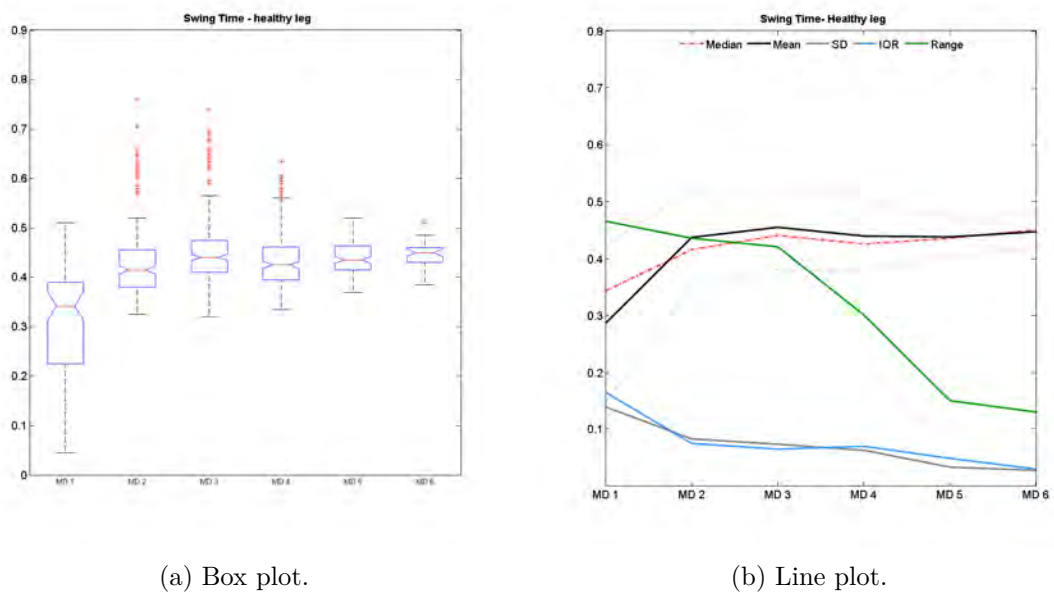 Swing Time - healthy leg
0.9
0.8
0.7
0.6
0.5
0.4
0.3
0.2
0.1
0
MD 1 MD 2 MD 3 MD 4 MD 5 MD 6
(a) Box plot.
Swing Time- Healthy leg
Median Mean SD IQR Range
0.8
0.7
0.6
0.5
0.4
0.3
0.2
0.1
MD 1 MD 2 MD 3 MD 4 MD 5 MD 6
(b) Line plot.